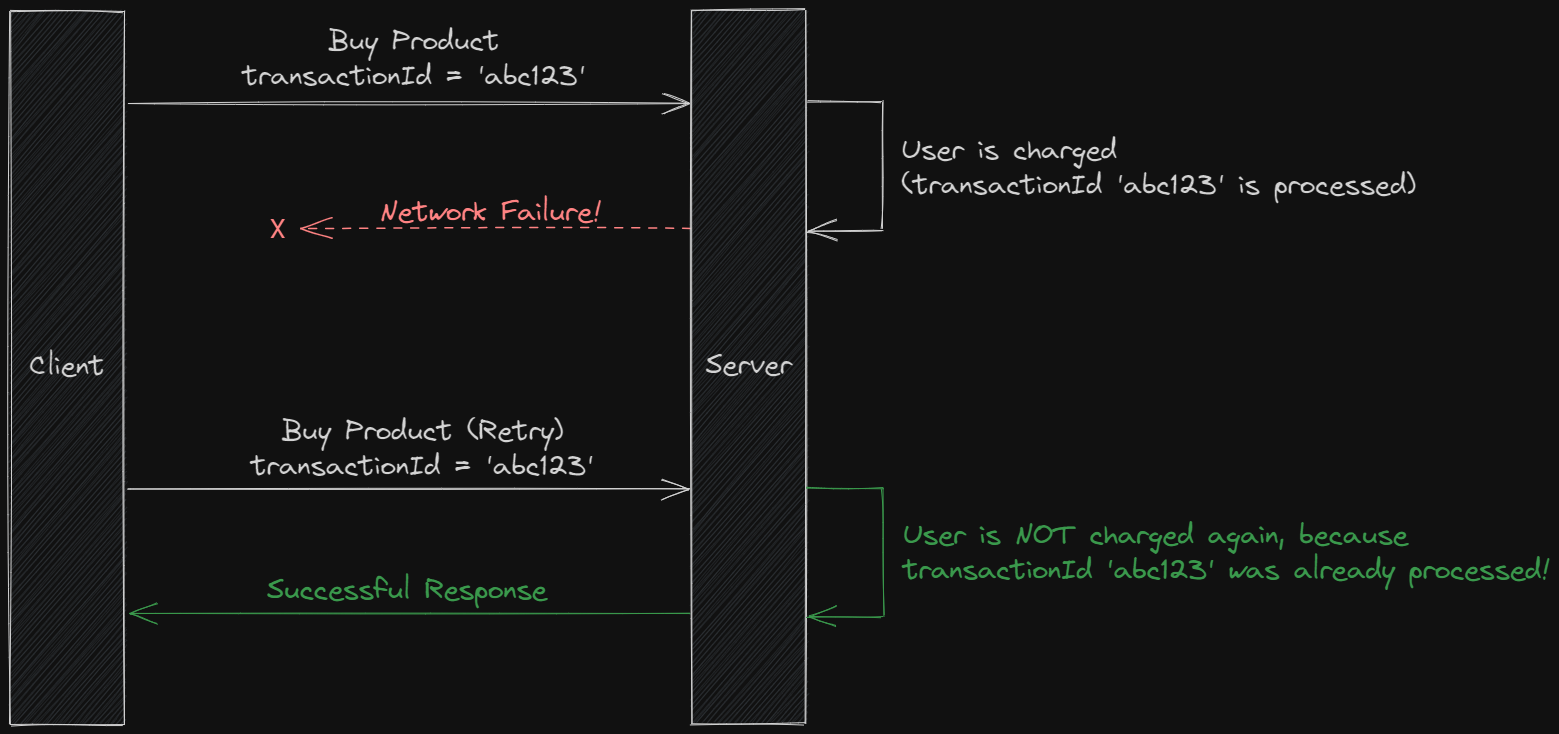 Buy Product
transactionId = 'abc123'
User is charged
(transactionId 'abc123' is processed)
Network Failure!
X
Client
Server
Buy Product (Retry)
transactionId = 'abc123'
User is NOT charged again, because
transactionId 'abc123' was already processed!
Successful Response